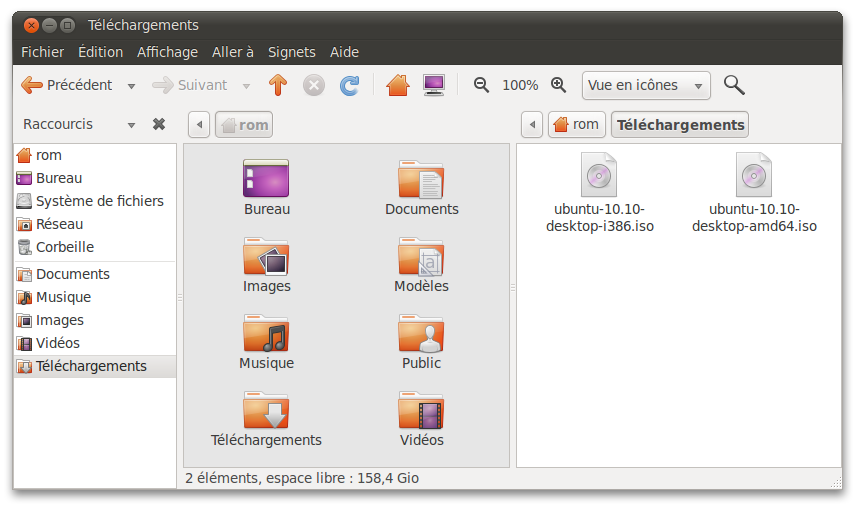 Téléchargements
Fichier Édition Affichage Aller à Signets Aide
Précédent Suivant 100% Vue en icônes
Raccourcis rom rom Téléchargements
rom
Bureau
Système de fichiers
Réseau
Corbeille
Documents
Musique
Images
Vidéos
Téléchargements
Bureau Documents
Images Modèles
Musique Public
Téléchargements Vidéos
ubuntu-10.10-
desktop-i386.iso
ubuntu-10.10-
desktop-amd64.iso
2 éléments, espace libre : 158,4 Gio